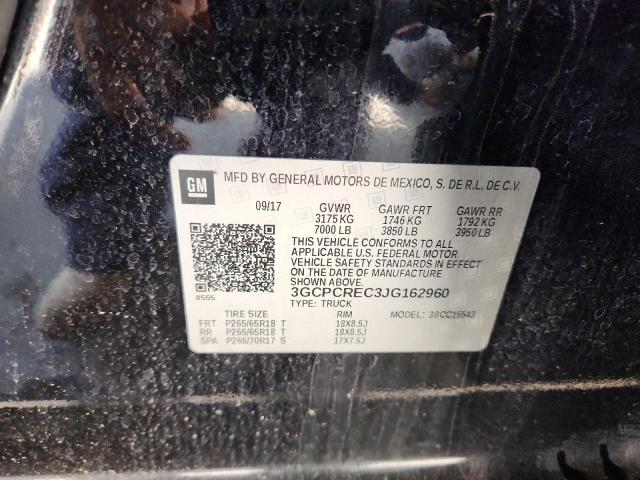 GM MFD BY GENERAL MOTORS DE MEXICO, S. DE R.L. DE C.V.
09/17 GVWR GAWR FRT GAWR RR
3175 KG 1746 KG 1792 KG
7000 LB 3850 LB 3950 LB
THIS VEHICLE CONFORMS TO ALL
APPLICABLE U.S. FEDERAL MOTOR
VEHICLE SAFETY STANDARDS IN EFFECT
ON THE DATE OF MANUFACTURE
SHOWN ABOVE.
8555 3GCPCREC3JG162960
TYPE: TRUCK MODEL: 38CC15543
TIRE SIZE RIM
FRT P265/65R18 T 18X8.5J
RR P265/65R18 T 18X8.5J
SPA P265/70R17 S 17X7.5J